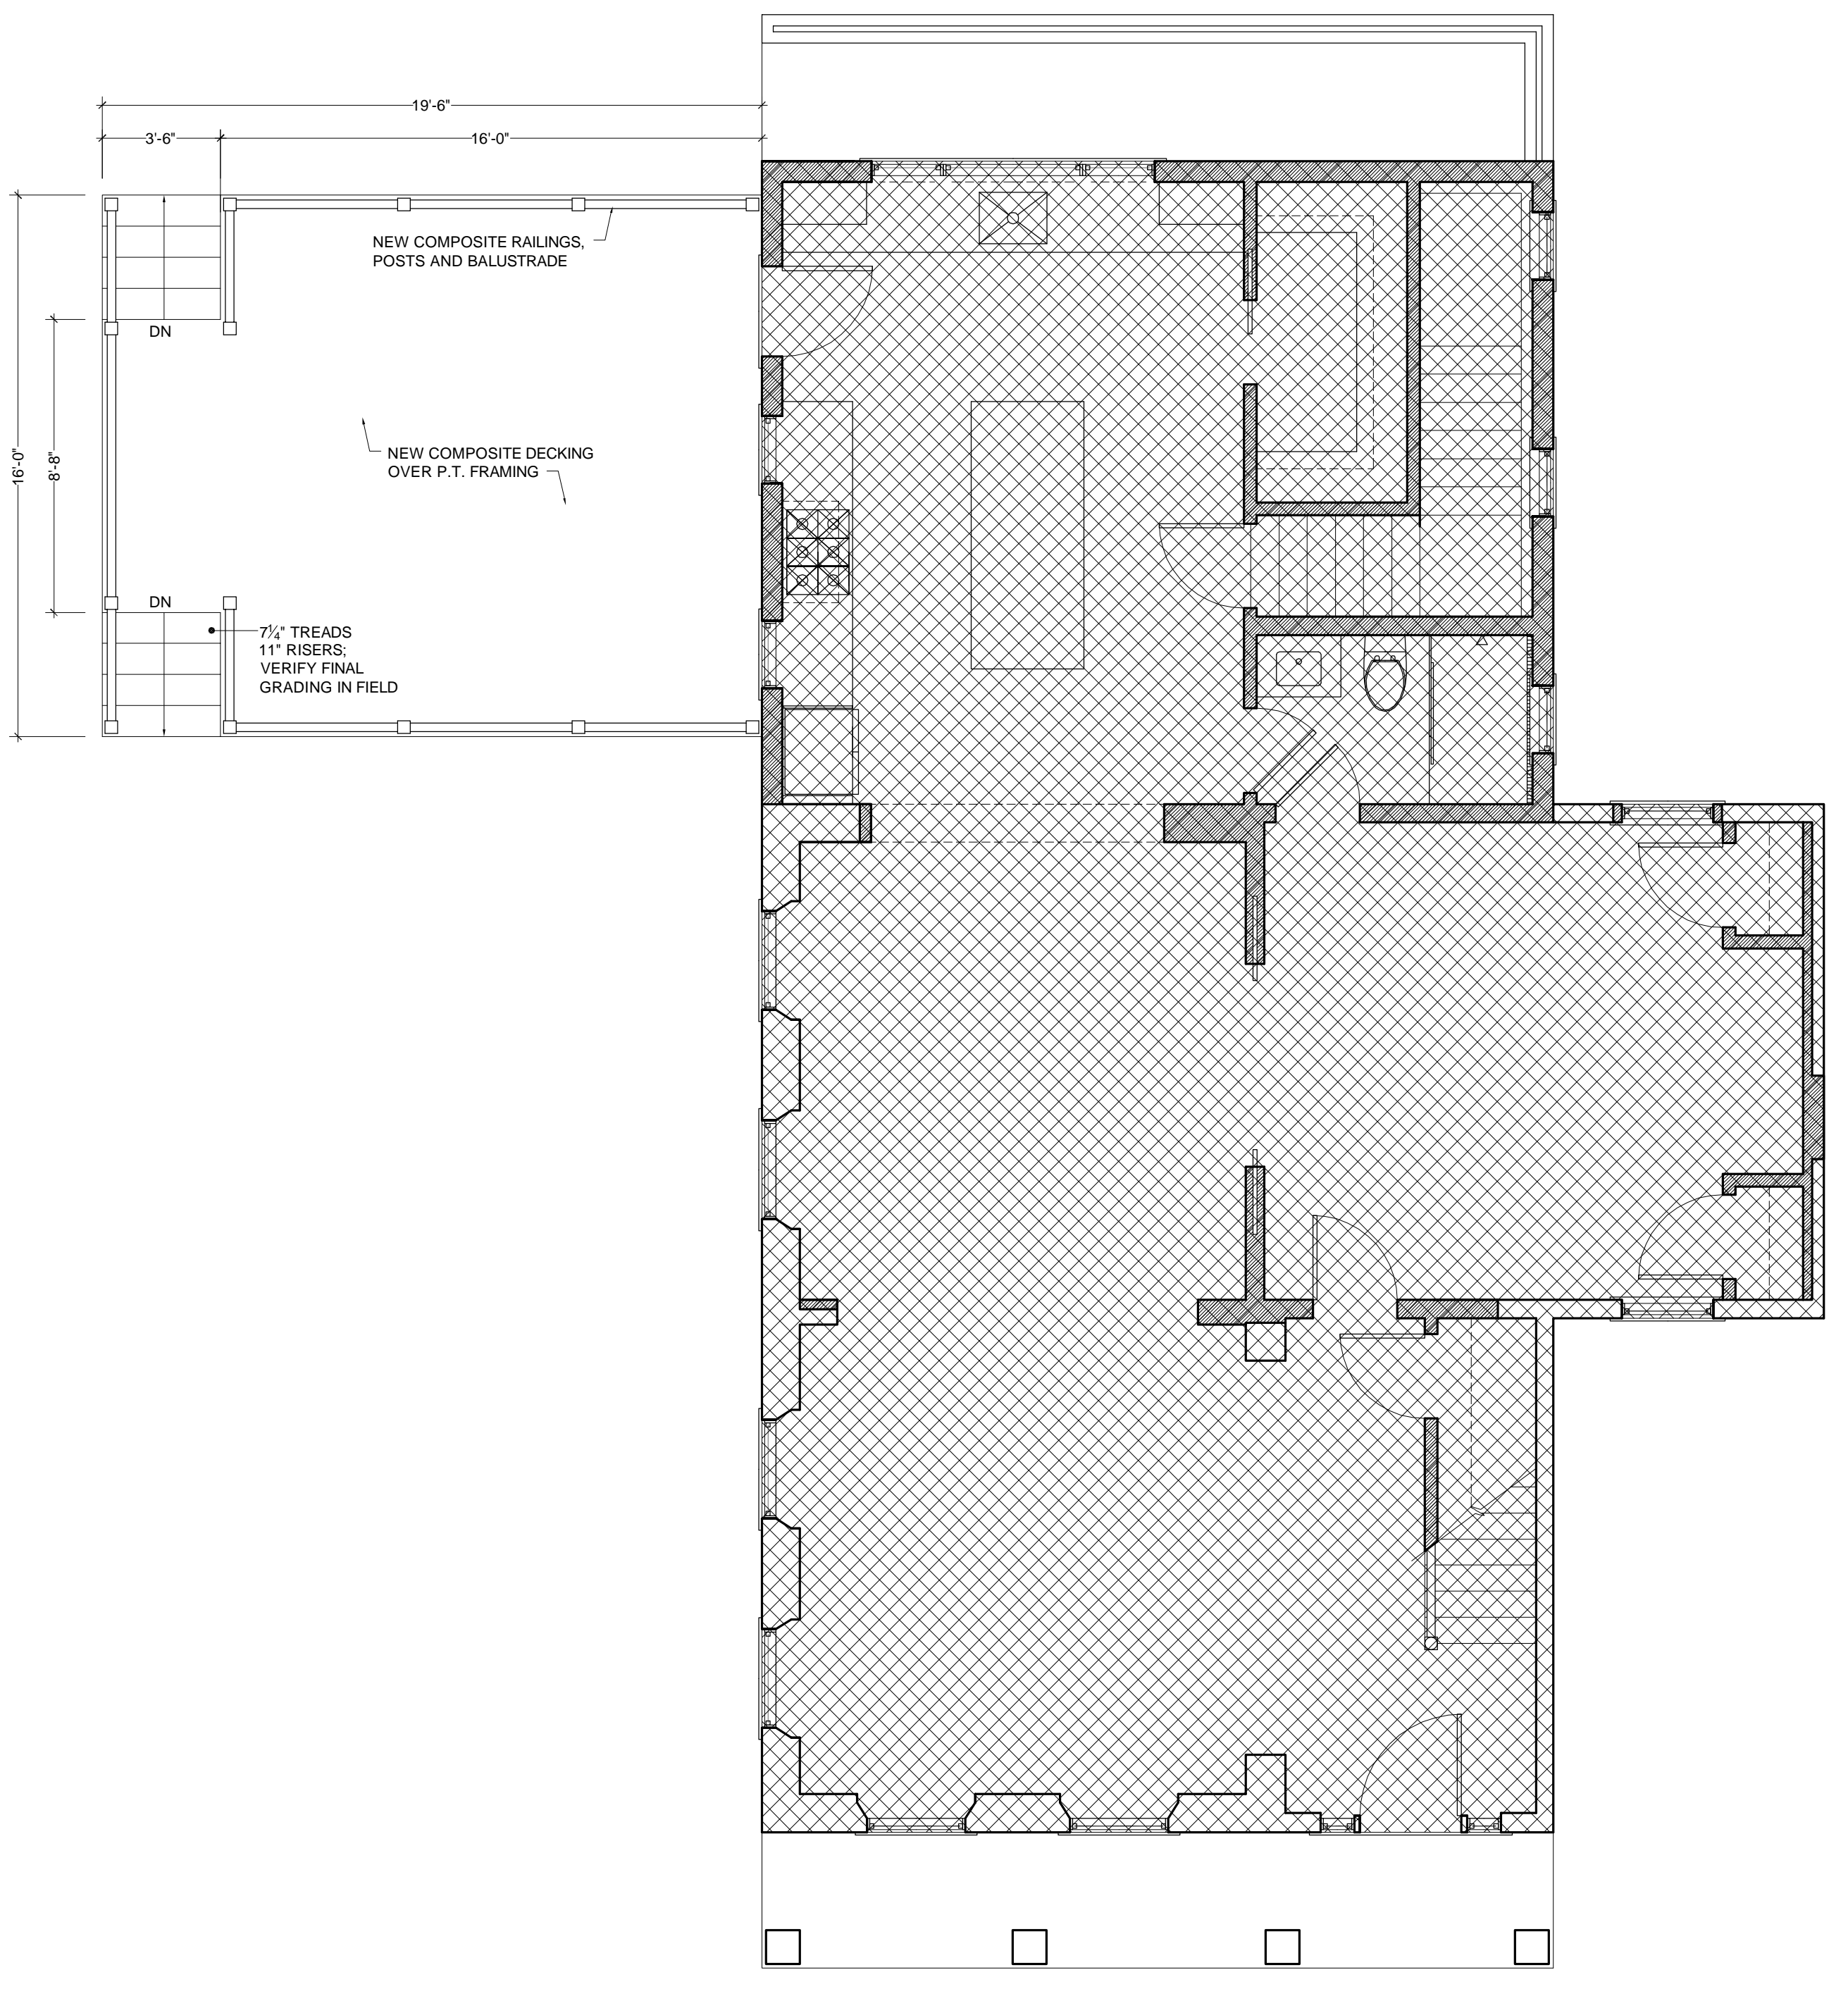 19'-6"
3'-6"
16'-0"
NEW COMPOSITE RAILINGS,
POSTS AND BALUSTRADE
DN
16'-0"
8'-8"
NEW COMPOSITE DECKING
OVER P.T. FRAMING
DN
7¼" TREADS
11" RISERS;
VERIFY FINAL
GRADING IN FIELD